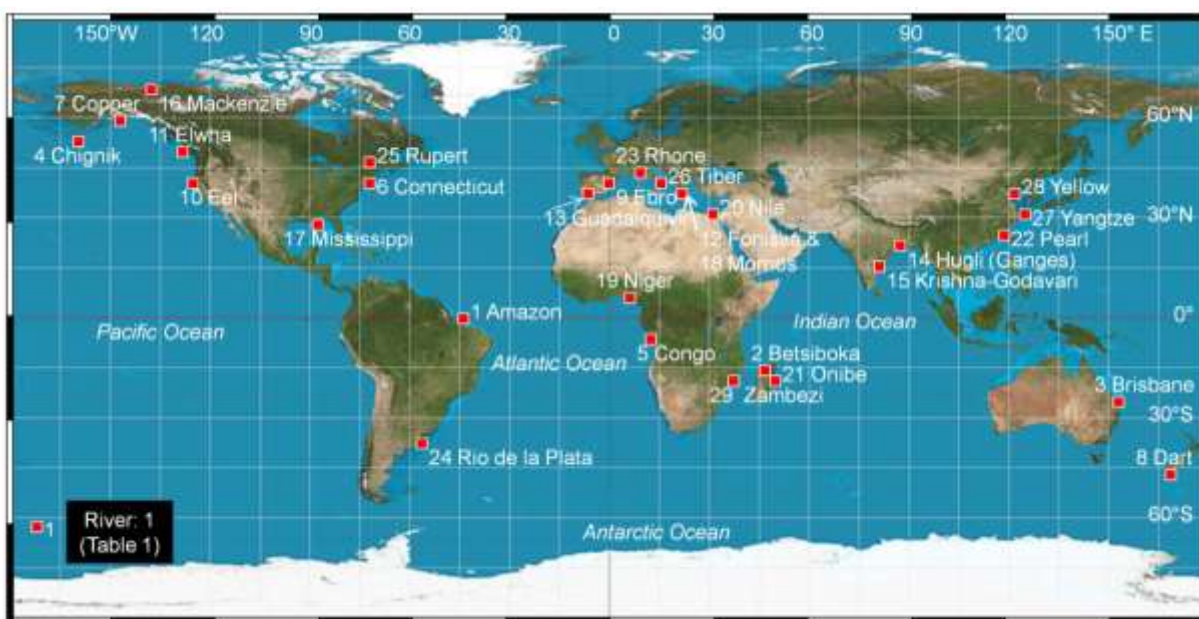 150°W 120 90 60 30 0 30 60 90 120 150° E
7 Copper 16 Mackenzie
60°N
11 Elwha
4 Chignik
25 Rupert
23 Rhone
10 Eel
6 Connecticut
9 Ebro
26 Tiber
28 Yellow
13 Guadalquivir
20 Nile
30°N
27 Yangtze
17 Mississippi
12 &
22 Pearl
18 Mornos
14 Hugli (Ganges)
19 Niger
15 Krishna-Godavari
1 Amazon
Indian Ocean
0°
Pacific Ocean
Atlantic Ocean
5 Congo
2 Betsiboka
21 Onibe
29 Zambezi
3 Brisbane
30°S
24 Rio de la Plata
8 Dart
60°S
1
River: 1
(Table 1)
Antarctic Ocean